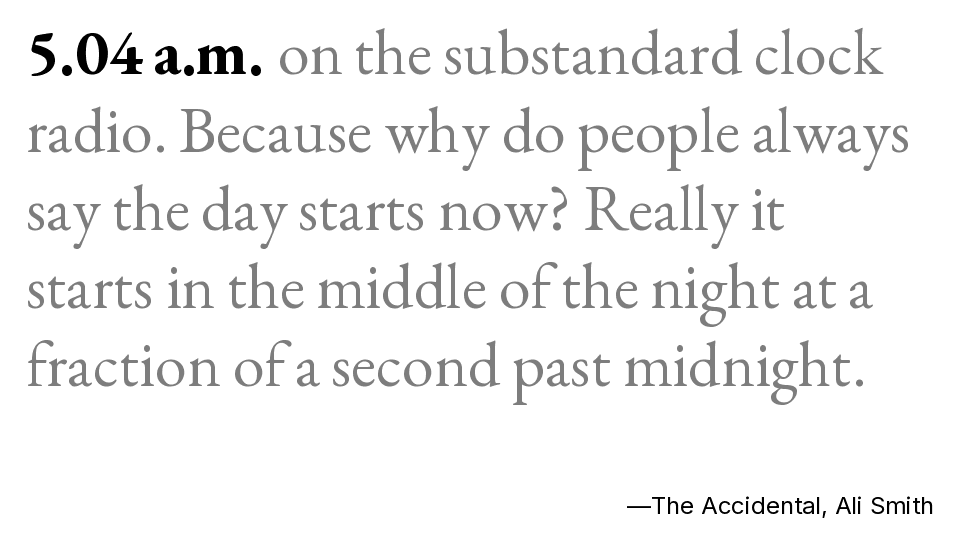 5.04 a.m. on the substandard clock
radio. Because why do people always
say the day starts now? Really it
starts in the middle of the night at a
fraction of a second past midnight.
—The Accidental, Ali Smith